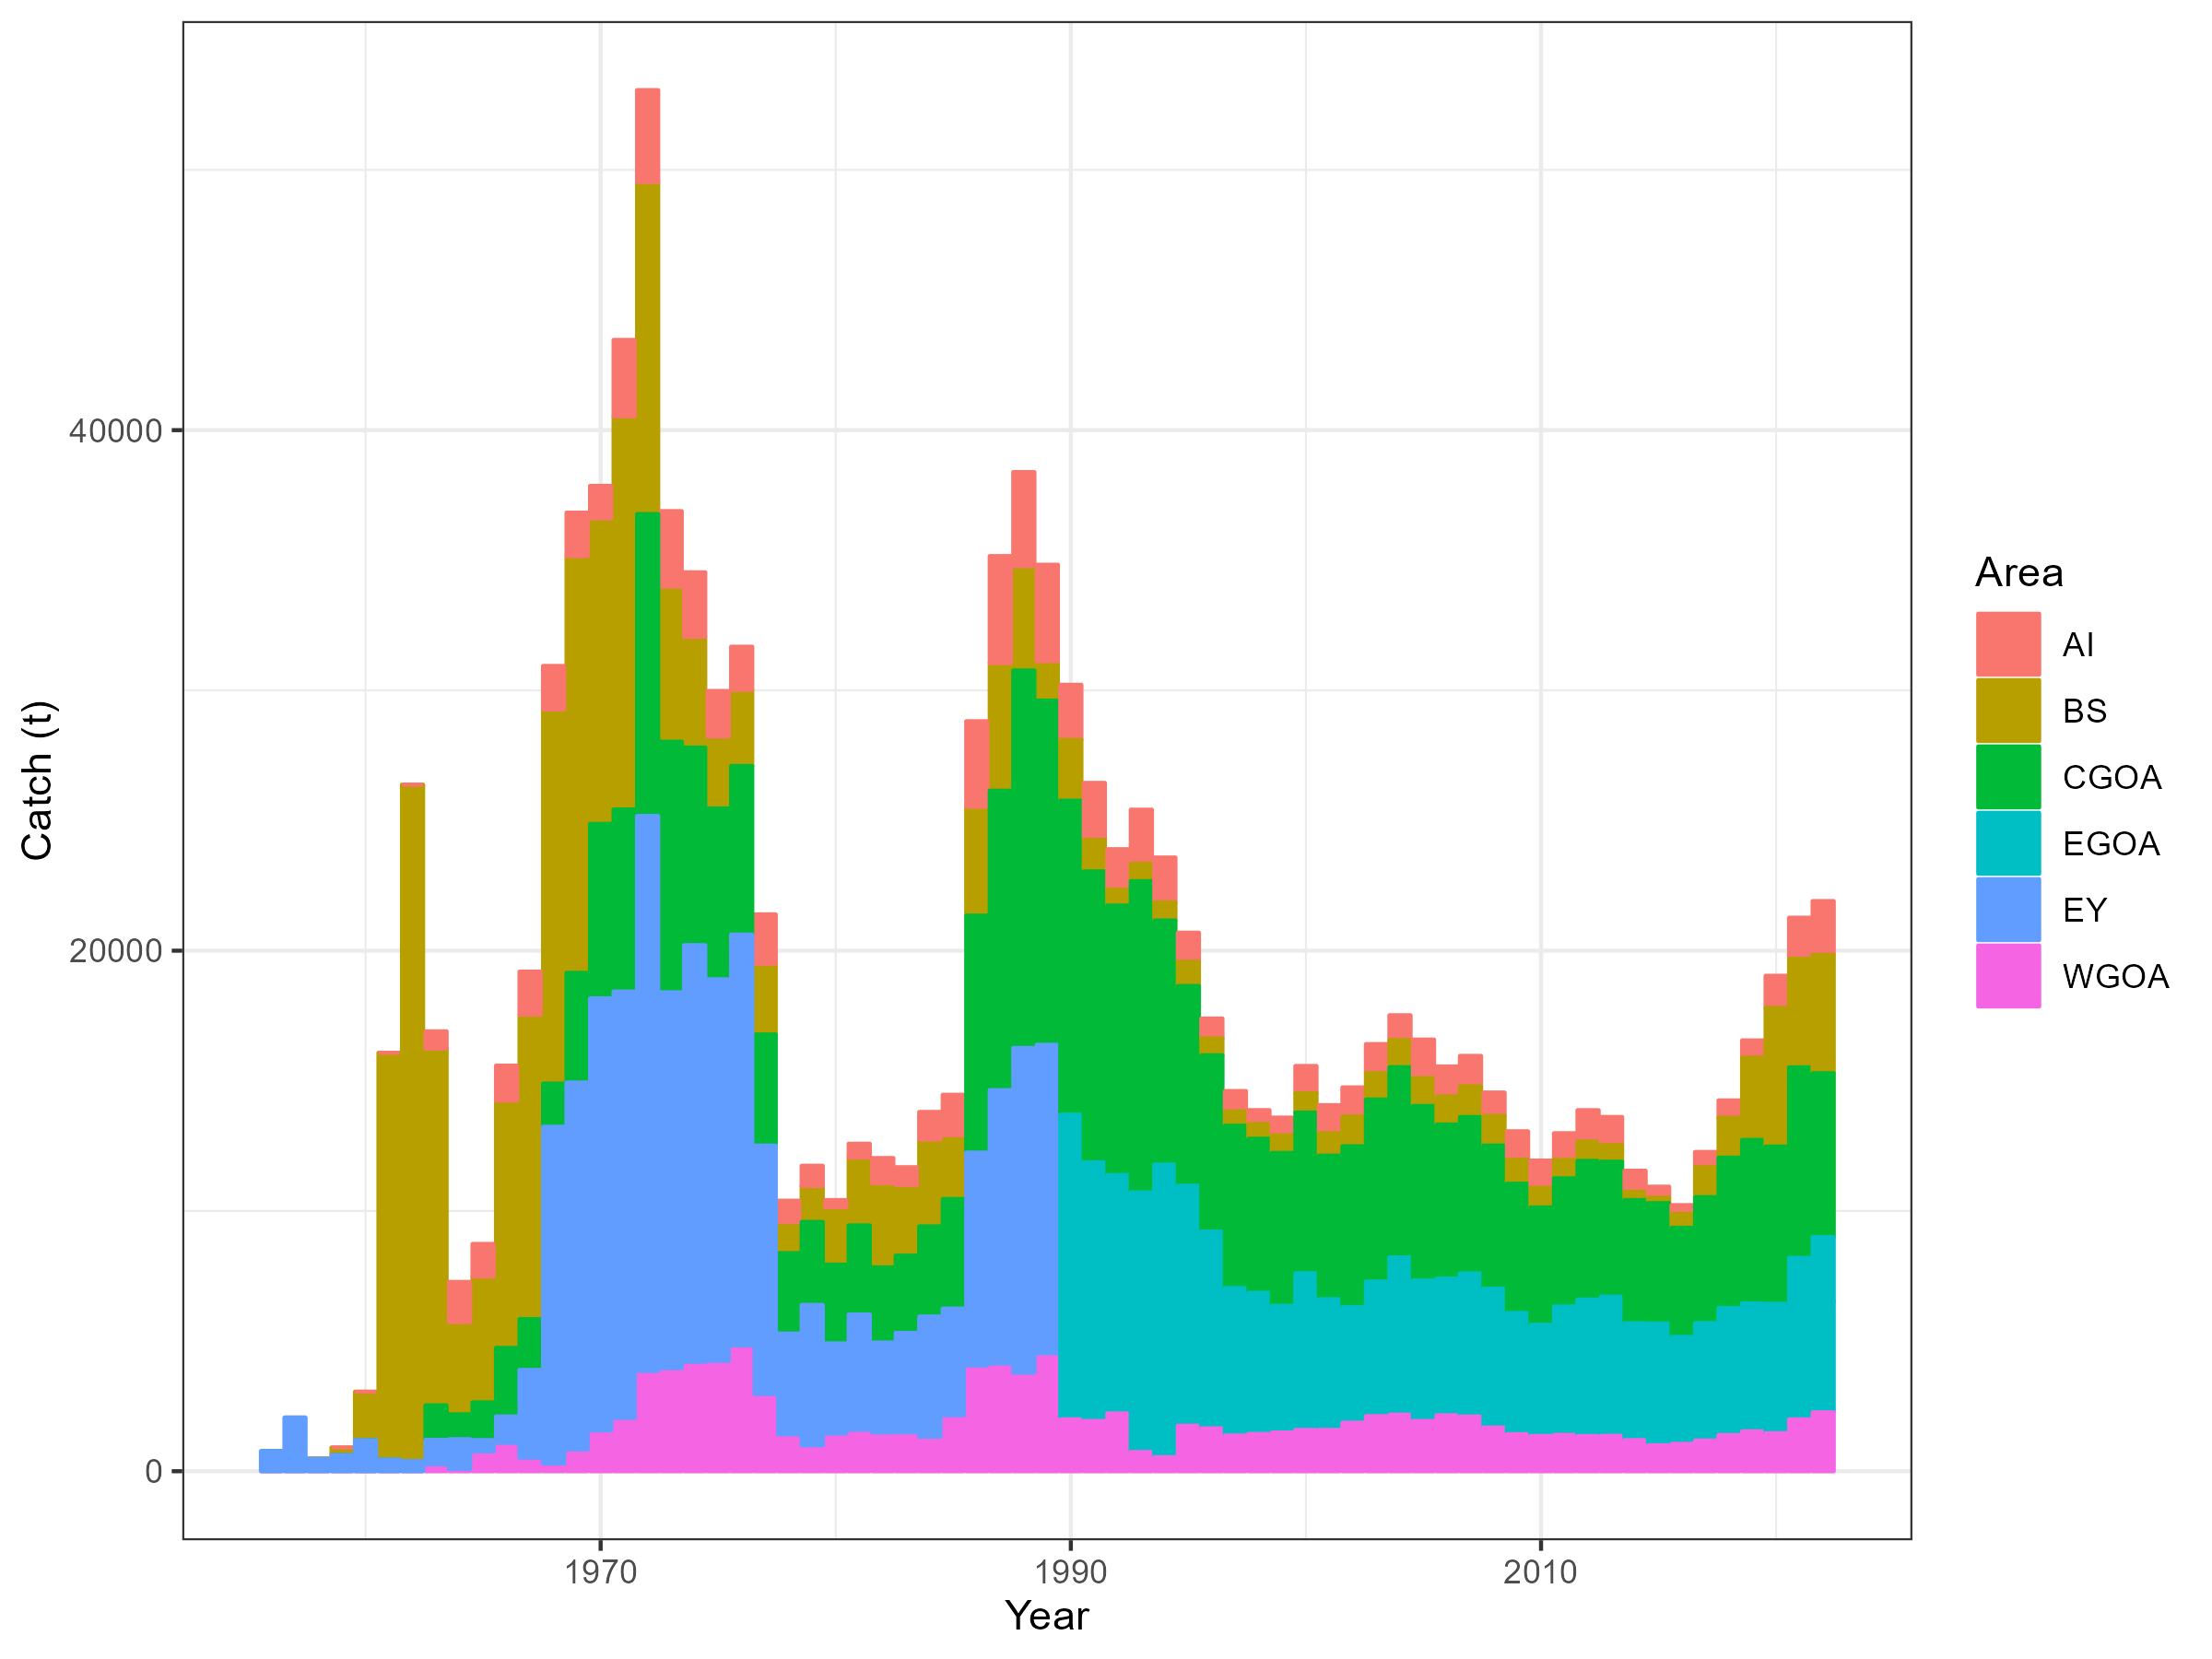 Catch (t)
40000
20000
0
1970
1990
2010
Year
Area
AI
BS
CGOA
EGOA
EY
WGOA